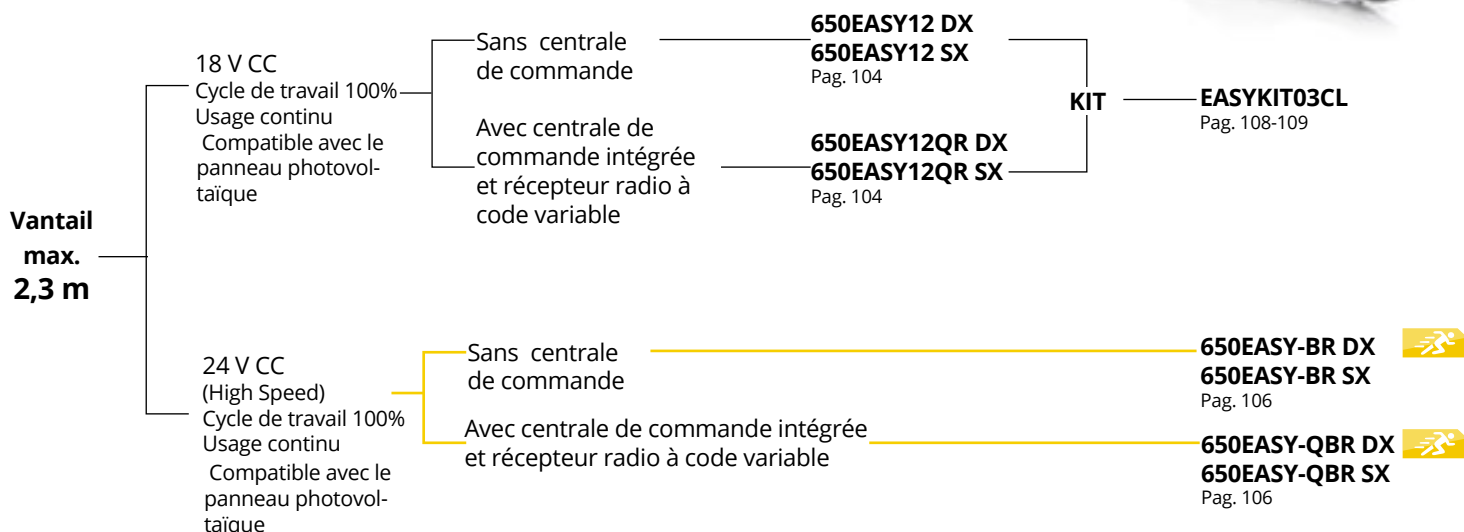 Vantail
max.
2,3 m
18 V CC
Cycle de travail 100%
Usage continu
Compatible avec le
panneau photovol-
taïque
Sans centrale
de commande
650EASY12 DX
650EASY12 SX
Pag. 104
Avec centrale de
commande intégrée
et récepteur radio à
code variable
650EASY12QR DX
650EASY12QR SX
Pag. 104
KIT
EASYKIT03CL
Pag. 108-109
24 V CC
(High Speed)
Cycle de travail 100%
Usage continu
Compatible avec le
panneau photovol-
taïque
Sans centrale
de commande
650EASY-BR DX
650EASY-BR SX
Pag. 106
Avec centrale de commande intégrée
et récepteur radio à code variable
650EASY-QBR DX
650EASY-QBR SX
Pag. 106